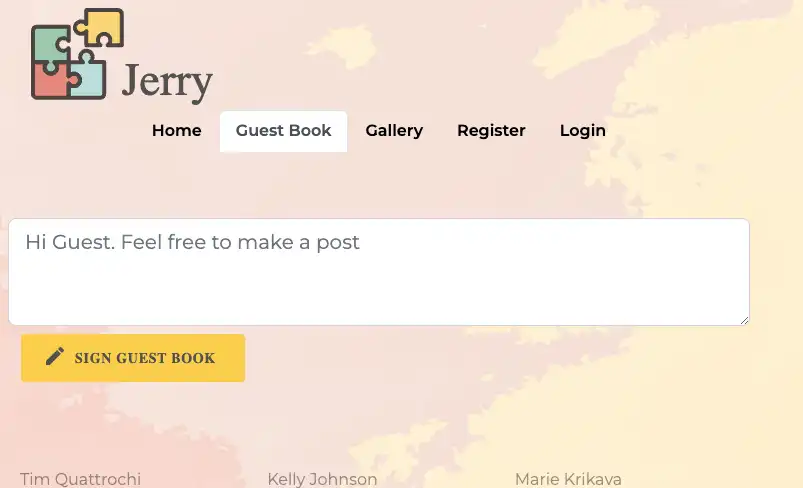 Jerry
Home Guest Book Gallery Register Login
Hi Guest. Feel free to make a post
SIGN GUEST BOOK
Tim Quattrochi Kelly Johnson Marie Krikava